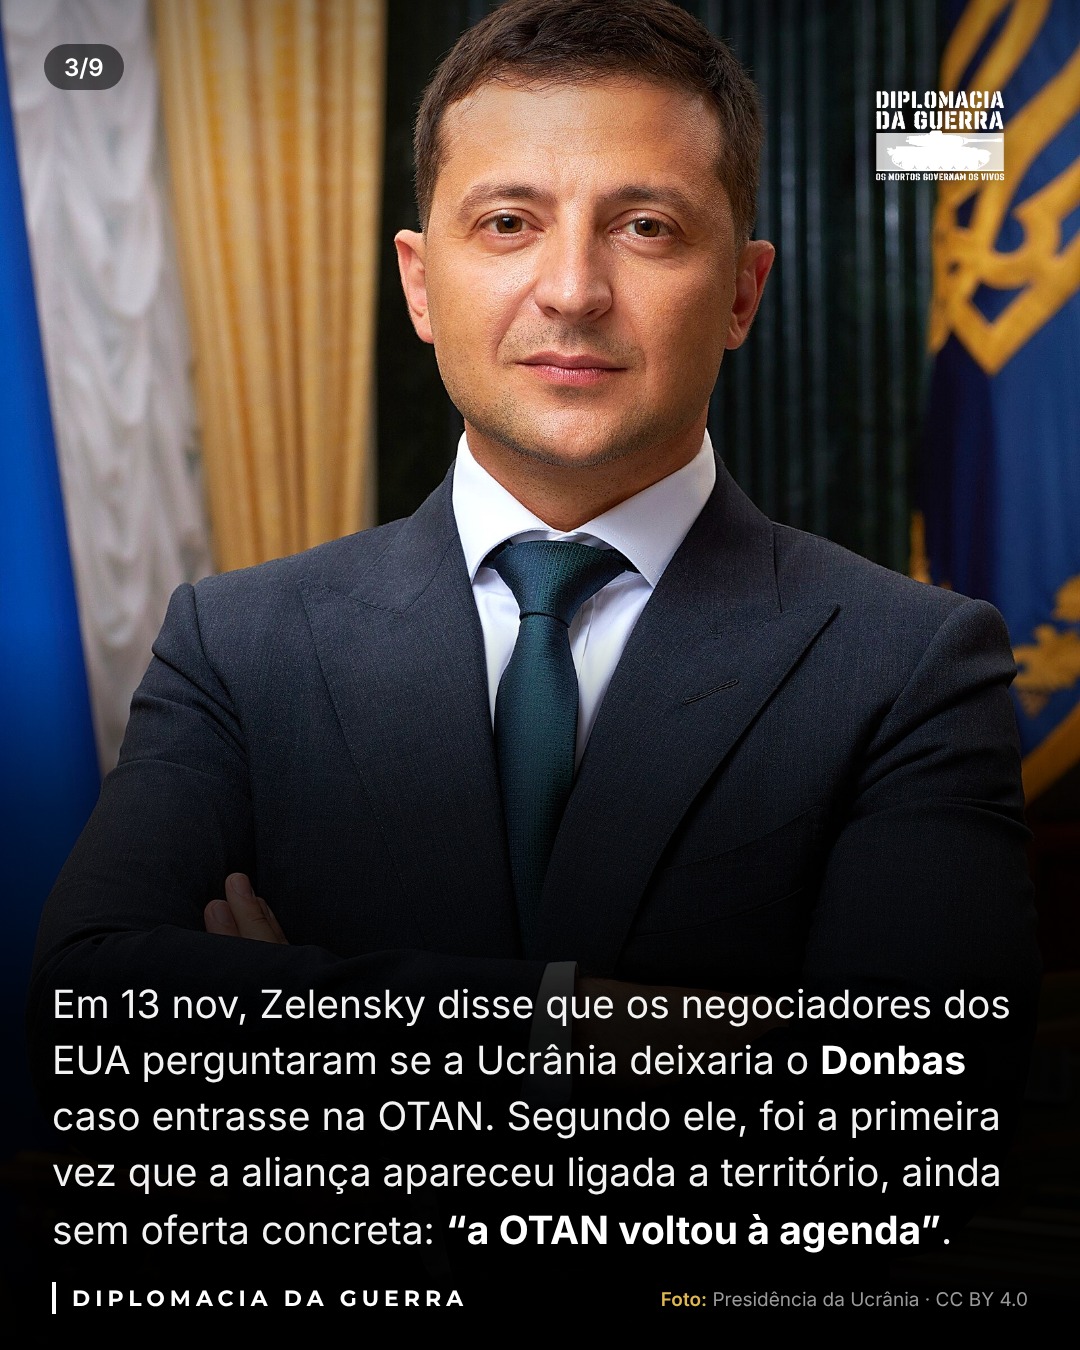 3/9
DIPLOMACIA
DA GUERRA
OS MORTOS GOVERNAM OS VIVOS
Em 13 nov, Zelensky disse que os negociadores dos
EUA perguntaram se a Ucrânia deixaria o Donbas
caso entrasse na OTAN. Segundo ele, foi a primeira
vez que a aliança apareceu ligada a território, ainda
sem oferta concreta: “a OTAN voltou à agenda”.
DIPLOMACIA DA GUERRA
Foto: Presidência da Ucrânia · CC BY 4.0